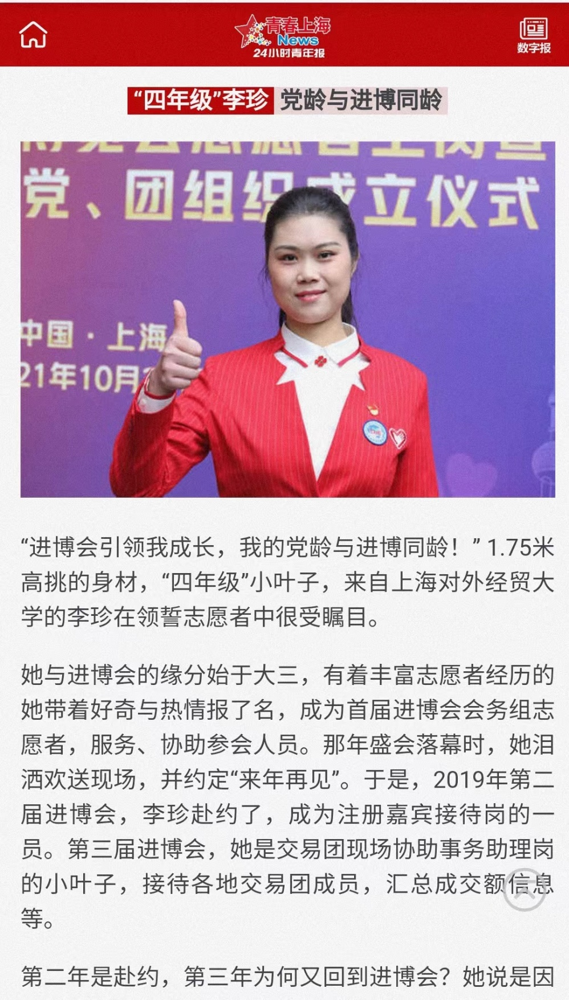 青春上海
News
24小时青年报
数字报
“四年级”李珍 党龄与进博同龄
党、团组织成立仪式
中国·上海
21年10月
“进博会引领我成长，我的党龄与进博同龄！” 1.75米
高挑的身材，“四年级”小叶子，来自上海对外经贸大
学的李珍在领誓志愿者中很受瞩目。
她与进博会的缘分始于大三，有着丰富志愿者经历的
她带着好奇与热情报了名，成为首届进博会会务组志
愿者，服务、协助参会人员。那年盛会落幕时，她泪
洒欢送现场，并约定“来年再见”。于是，2019年第二
届进博会，李珍赴约了，成为注册嘉宾接待岗的一
员。第三届进博会，她是交易团现场协助事务助理岗
的小叶子，接待各地交易团成员，汇总成交额信息
等。
第二年是赴约，第三年为何又回到进博会？她说是因